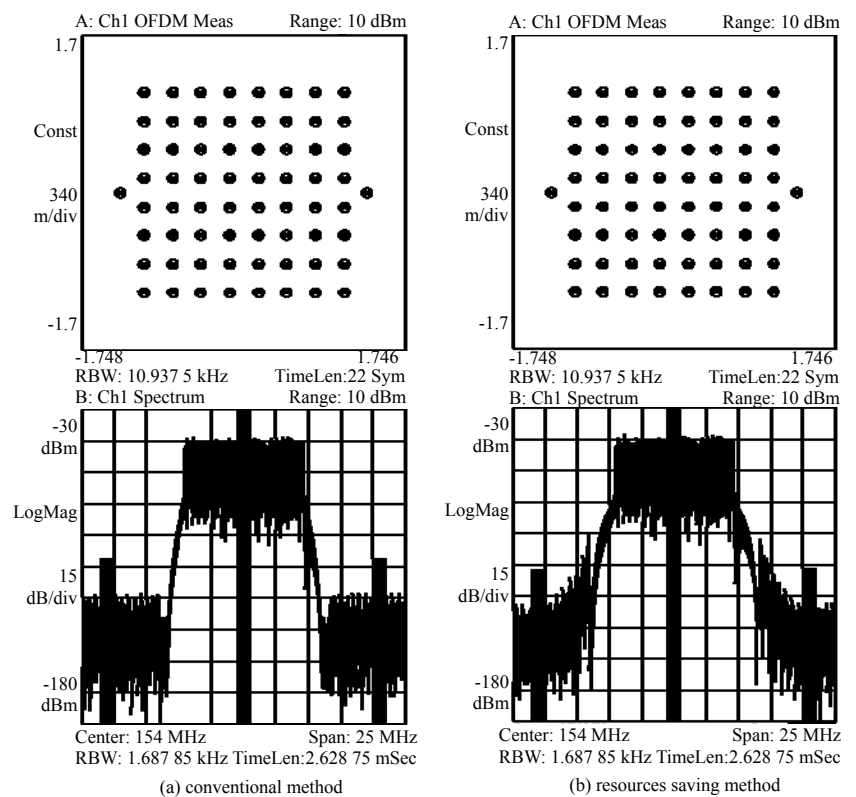 A: Ch1 OFDM Meas Range: 10 dBm
1.7
Const
340
m/div
-1.7
-1.748 1.746
RBW: 10.937 5 kHz TimeLen:22 Sym
B: Ch1 Spectrum Range: 10 dBm
-30
dBm
LogMag
15
dB/div
-180
dBm
Center: 154 MHz Span: 25 MHz
RBW: 1.687 85 kHz TimeLen:2.628 75 mSec
(a) conventional method
A: Ch1 OFDM Meas Range: 10 dBm
1.7
Const
340
m/div
-1.7
-1.748 1.746
RBW: 10.937 5 kHz TimeLen:22 Sym
B: Ch1 Spectrum Range: 10 dBm
-30
dBm
LogMag
15
dB/div
-180
dBm
Center: 154 MHz Span: 25 MHz
RBW: 1.687 85 kHz TimeLen:2.628 75 mSec
(b) resources saving method